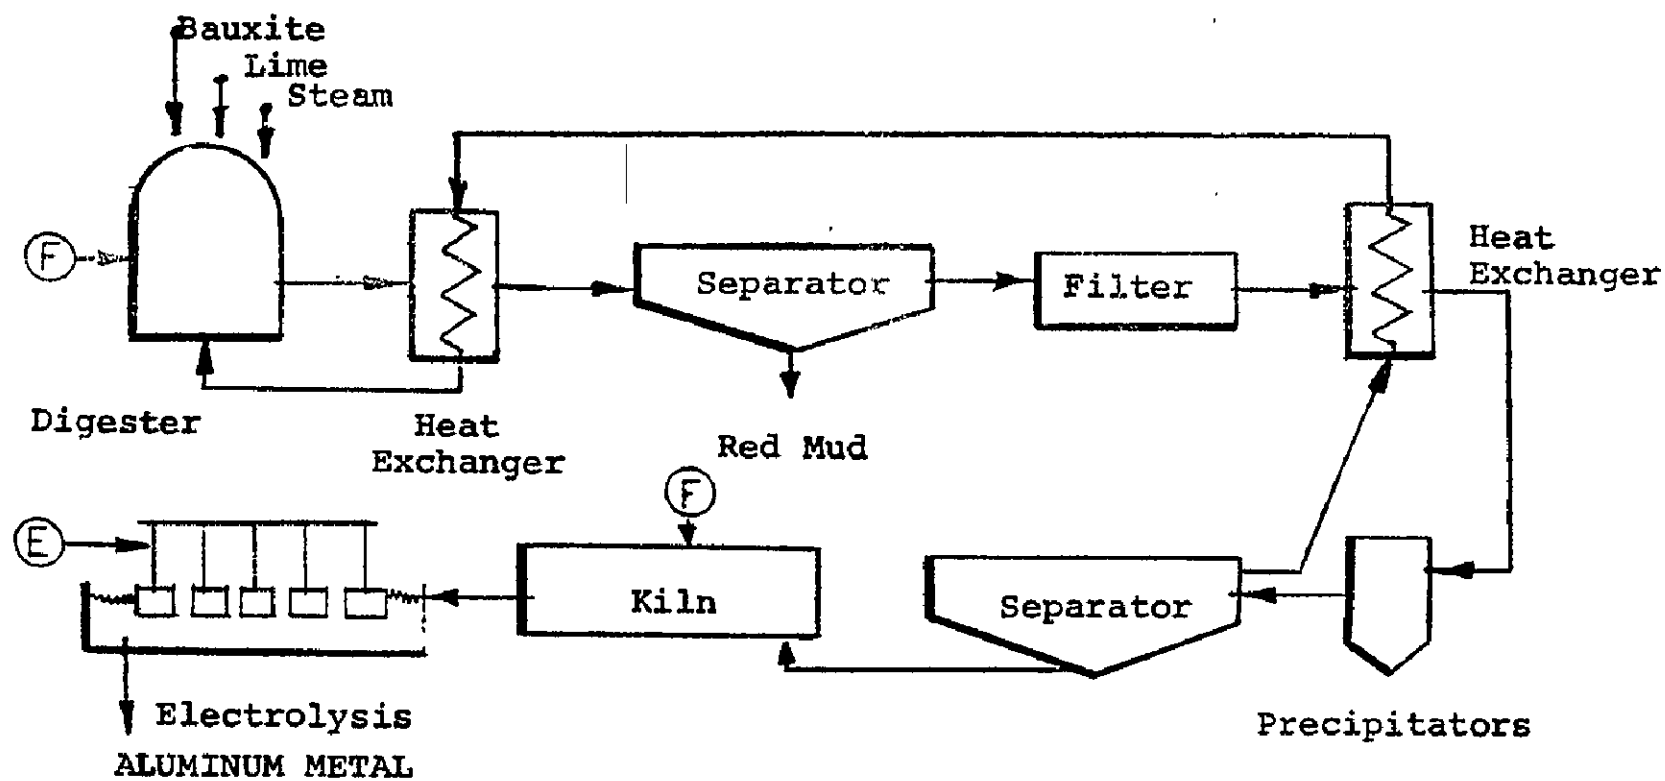 Bauxite
Lime
Steam
F
Separator
Filter
Heat
Exchanger
Digester
Heat
Exchanger
Red Mud
F
E
Kiln
Separator
Electrolysis
ALUMINUM METAL
Precipitators